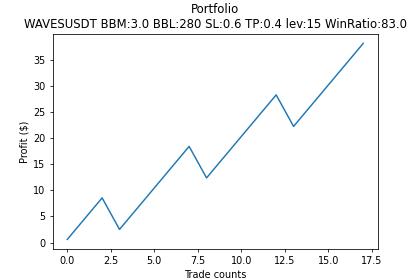 Portfolio
WAVESUSDT BBM:3.0 BBL:280 SL:0.6 TP:0.4 lev:15 WinRatio:83.0
Profit ($)
35
30
25
20
15
10
5
0
0.0 2.5 5.0 7.5 10.0 12.5 15.0 17.5
Trade counts